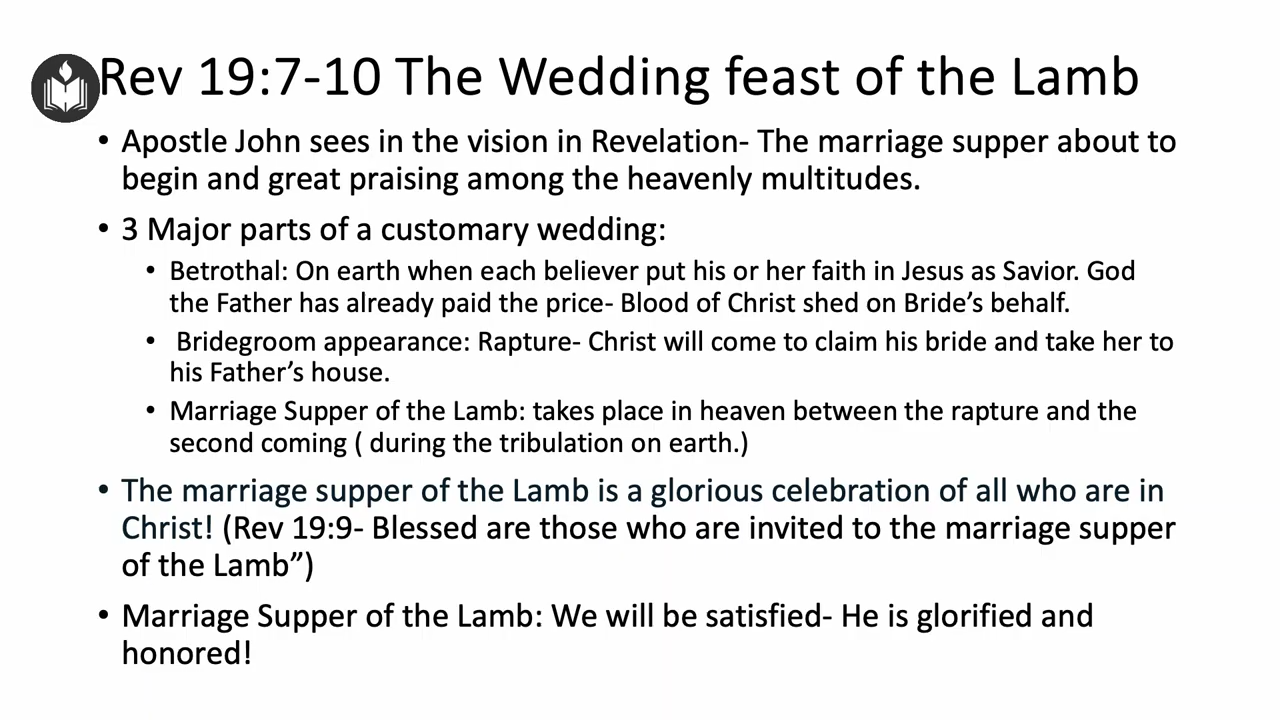 Rev 19:7-10 The Wedding feast of the Lamb
• Apostle John sees in the vision in Revelation- The marriage supper about to
begin and great praising among the heavenly multitudes.
• 3 Major parts of a customary wedding:
• Betrothal: On earth when each believer put his or her faith in Jesus as Savior. God
the Father has already paid the price- Blood of Christ shed on Bride’s behalf.
• Bridegroom appearance: Rapture- Christ will come to claim his bride and take her to
his Father’s house.
• Marriage Supper of the Lamb: takes place in heaven between the rapture and the
second coming ( during the tribulation on earth.)
• The marriage supper of the Lamb is a glorious celebration of all who are in
Christ! (Rev 19:9- Blessed are those who are invited to the marriage supper
of the Lamb”)
• Marriage Supper of the Lamb: We will be satisfied- He is glorified and
honored!